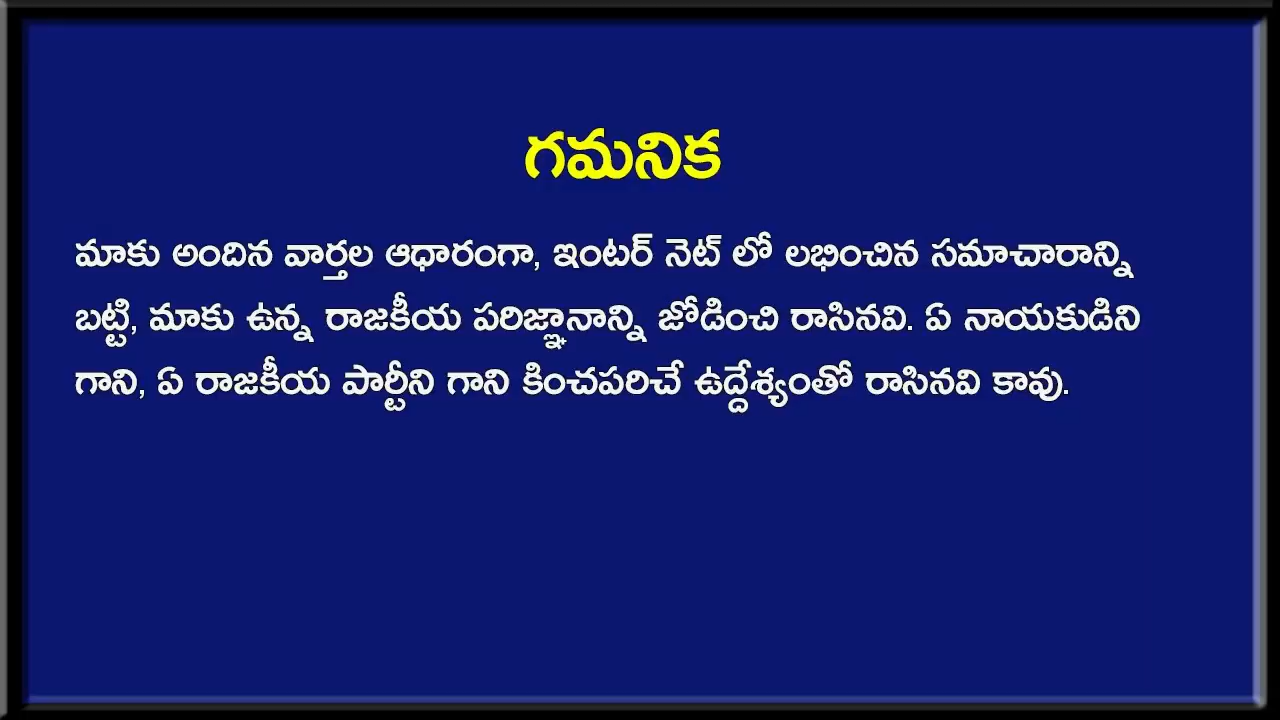 గమనిక
మాకు అందిన వార్తల ఆధారంగా, ఇంటర్ నెట్ లో లభించిన సమాచారాన్ని
బట్టి, మాకు ఉన్న రాజకీయ పరిజ్ఞానాన్ని జోడించి రాసినవి. ఏ నాయకుడిని
గాని, ఏ రాజకీయ పార్టీని గాని కించపరిచే ఉద్దేశ్యంతో రాసినవి కావు.